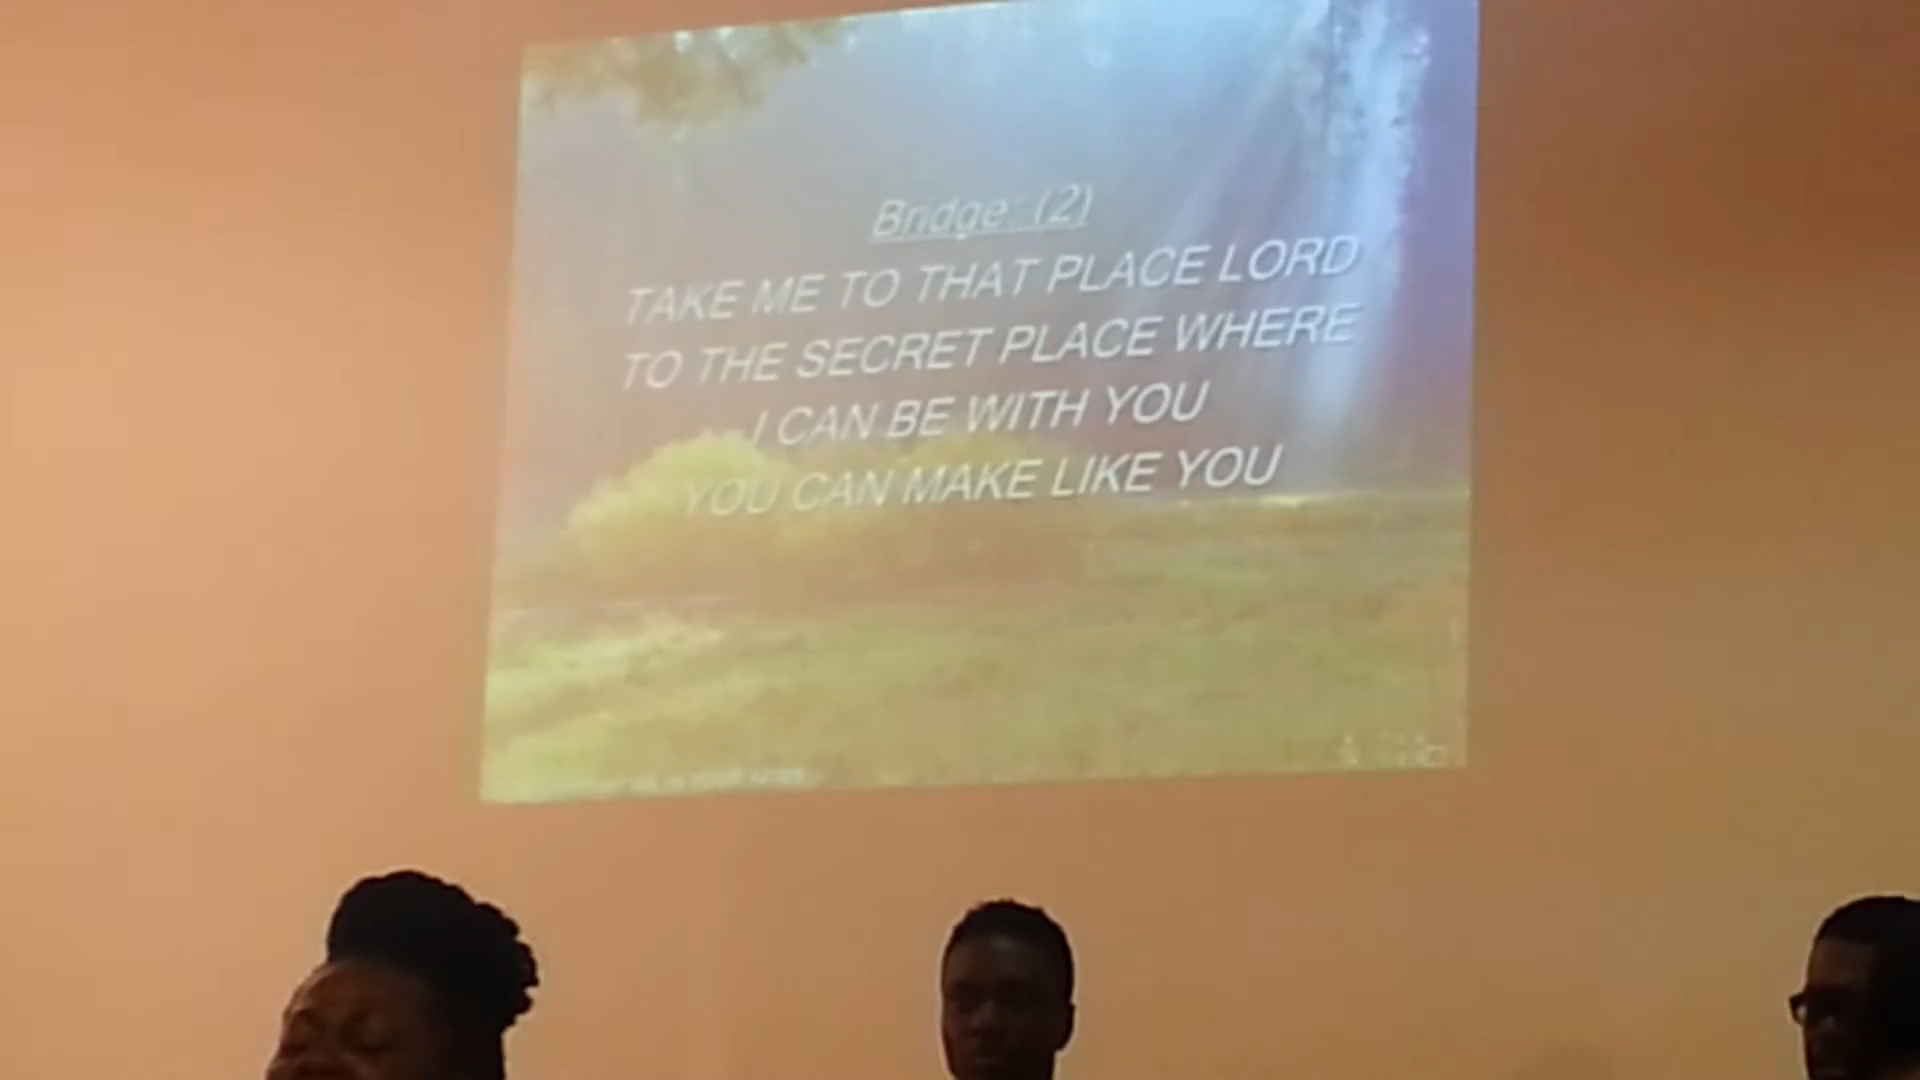 Bridge: (2)
TAKE ME TO THAT PLACE LORD
TO THE SECRET PLACE WHERE
I CAN BE WITH YOU
YOU CAN MAKE LIKE YOU